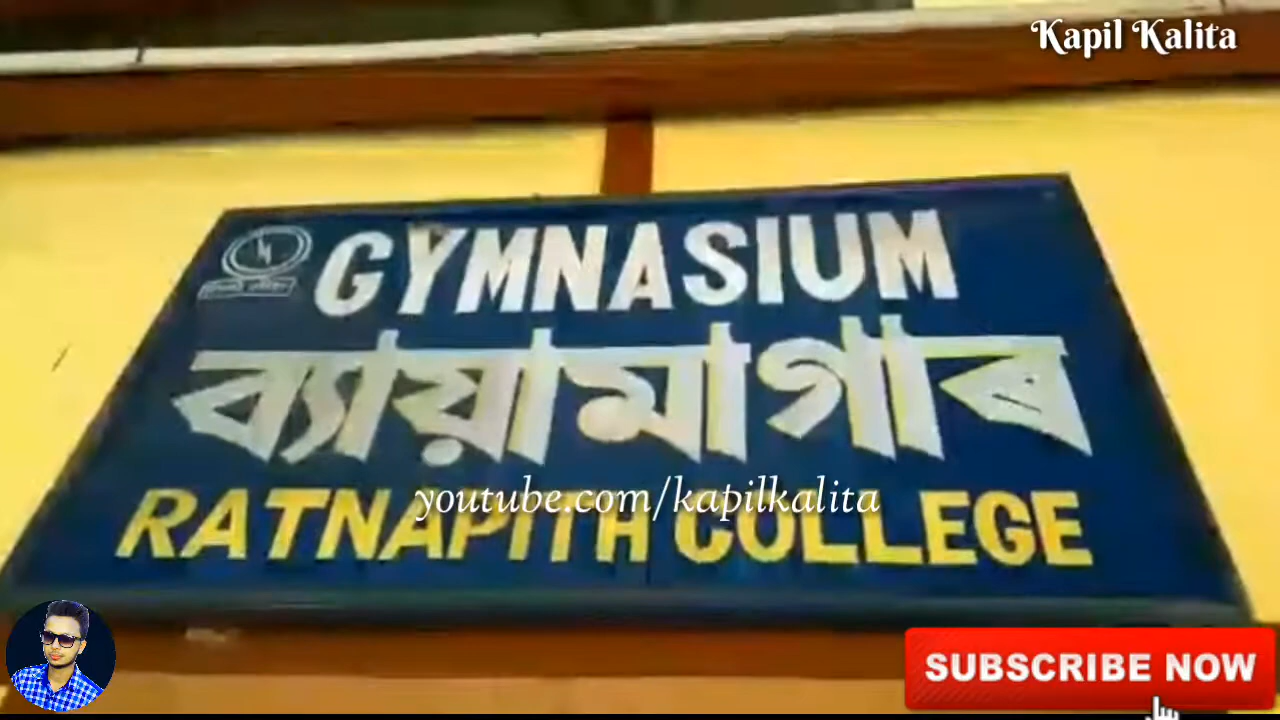 Kapil Kalita
GYMNASIUM
ব্যায়ামাগাৰ
youtube.com/kapilkalita
RATNAPITH COLLEGE
SUBSCRIBE NOW